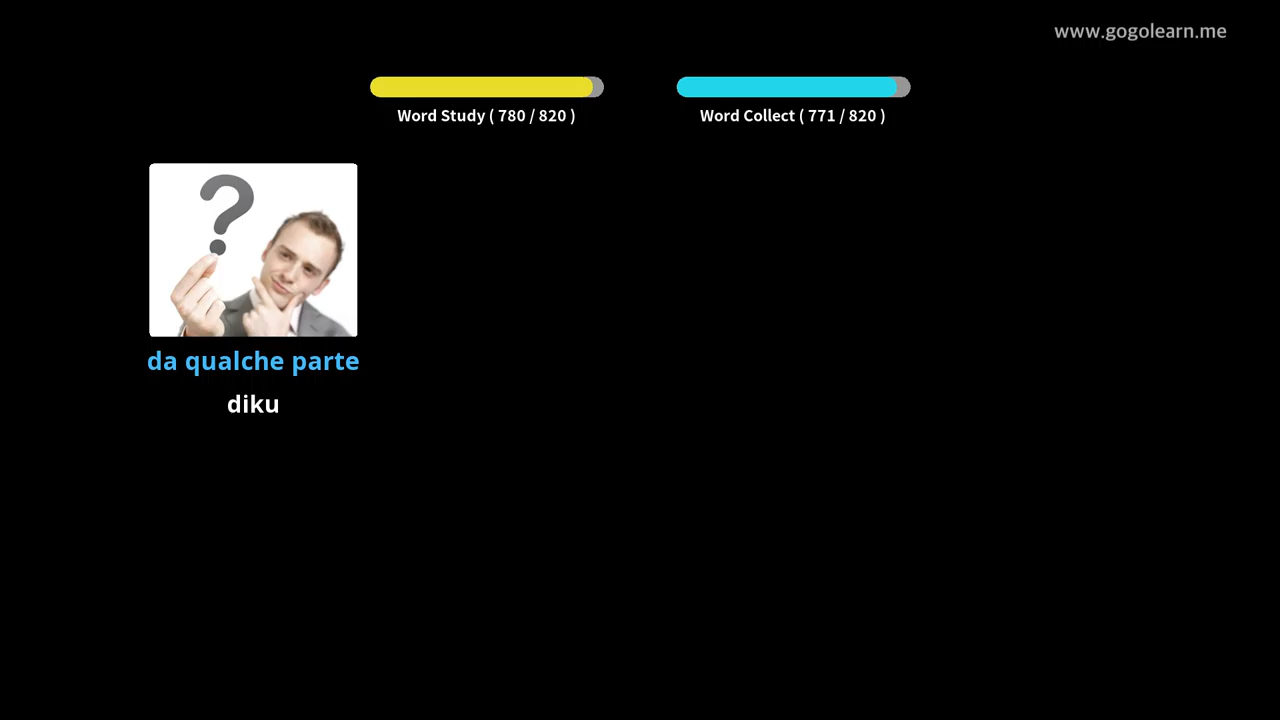 www.gogolearn.me
Word Study ( 780 / 820 )
Word Collect ( 771 / 820 )
da qualche parte
diku